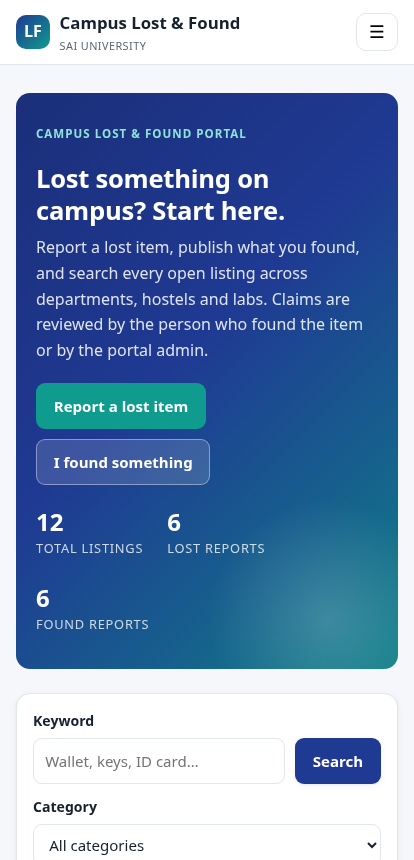 LF
Campus Lost & Found
SAI UNIVERSITY
☰
CAMPUS LOST & FOUND PORTAL
Lost something on
campus? Start here.
Report a lost item, publish what you found,
and search every open listing across
departments, hostels and labs. Claims are
reviewed by the person who found the item
or by the portal admin.
Report a lost item
I found something
12 6
TOTAL LISTINGS LOST REPORTS
6
FOUND REPORTS
Keyword
Wallet, keys, ID card...
Search
Category
All categories